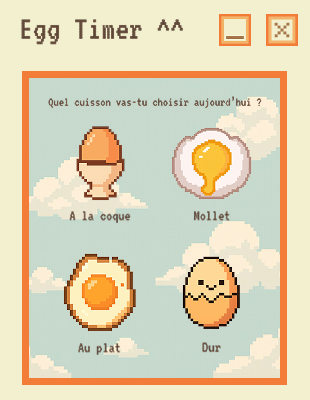 Egg Timer ^^
Quel cuisson vas-tu choisir aujourd'hui ?
A la coque
Mollet
Au plat
Dur